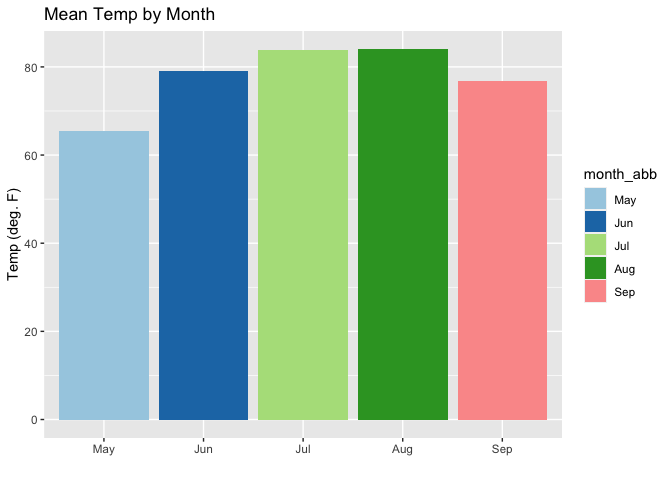 Mean Temp by Month
Temp (deg. F)
80
60
40
20
0
May Jun Jul Aug Sep
month_abb
May
Jun
Jul
Aug
Sep